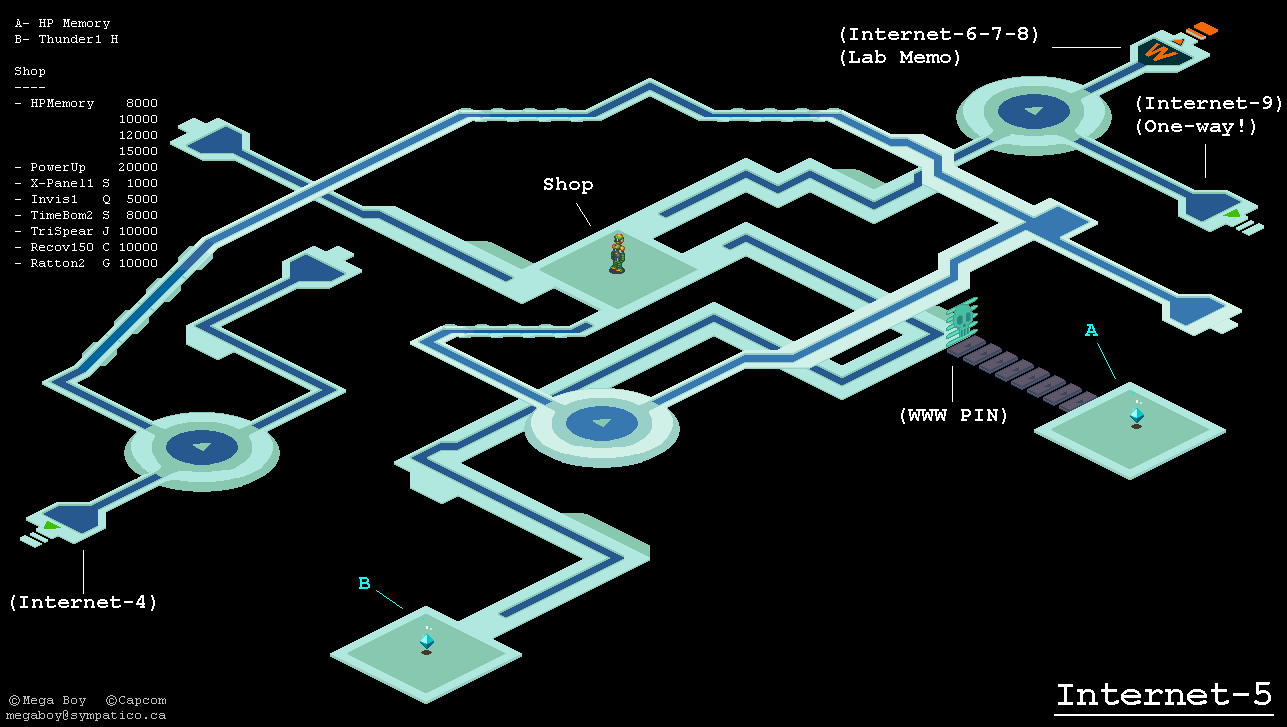 A- HP Memory
B- Thunder1 H
Shop
----
- HPMemory 8000
10000
12000
15000
- PowerUp 20000
- X-Panel1 S 1000
- Invis1 Q 5000
- TimeBom2 S 8000
- TriSpear J 10000
- Recov150 C 10000
- Ratton2 G 10000
(Internet-6-7-8)
(Lab Memo)
W
(Internet-9)
(One-way!)
Shop
A
(WWW PIN)
B
(Internet-4)
Internet-5
©Mega Boy ©Capcom
megaboy@sympatico.ca